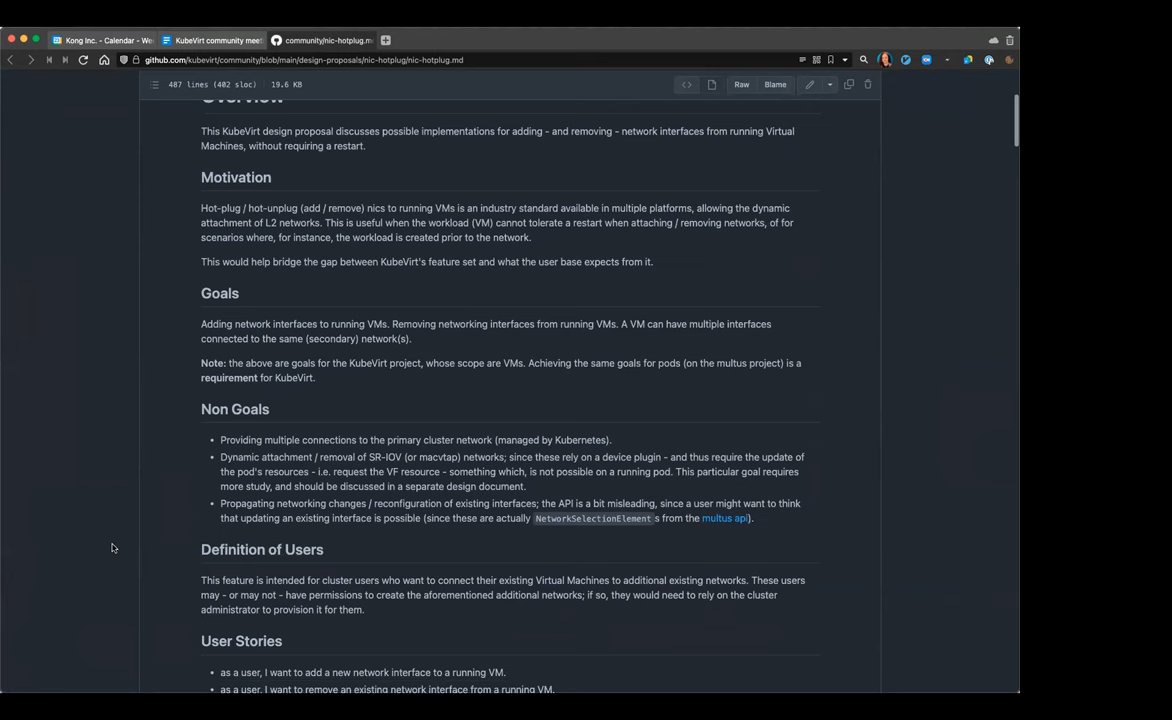 Kong Inc. - Calendar - We
KubeVirt community meet
community/nic-hotplug.m
github.com/kubevirt/community/blob/main/design-proposals/nic-hotplug/nic-hotplug.md
487 lines (402 sloc) 19.6 KB
Raw
Blame
Overview
This KubeVirt design proposal discusses possible implementations for adding - and removing - network interfaces from running Virtual
Machines, without requiring a restart.
Motivation
Hot-plug / hot-unplug (add / remove) nics to running VMs is an industry standard available in multiple platforms, allowing the dynamic
attachment of L2 networks. This is useful when the workload (VM) cannot tolerate a restart when attaching / removing networks, of for
scenarios where, for instance, the workload is created prior to the network.
This would help bridge the gap between KubeVirt's feature set and what the user base expects from it.
Goals
Adding network interfaces to running VMs. Removing networking interfaces from running VMs. A VM can have multiple interfaces
connected to the same (secondary) network(s).
Note: the above are goals for the KubeVirt project, whose scope are VMs. Achieving the same goals for pods (on the multus project) is a
requirement for KubeVirt.
Non Goals
• Providing multiple connections to the primary cluster network (managed by Kubernetes).
• Dynamic attachment / removal of SR-IOV (or macvtap) networks; since these rely on a device plugin - and thus require the update of
the pod's resources - i.e. request the VF resource - something which, is not possible on a running pod. This particular goal requires
more study, and should be discussed in a separate design document.
• Propagating networking changes / reconfiguration of existing interfaces; the API is a bit misleading, since a user might want to think
that updating an existing interface is possible (since these are actually NetworkSelectionElement s from the multus api).
Definition of Users
This feature is intended for cluster users who want to connect their existing Virtual Machines to additional existing networks. These users
may - or may not - have permissions to create the aforementioned additional networks; if so, they would need to rely on the cluster
administrator to provision it for them.
User Stories
• as a user, I want to add a new network interface to a running VM.
• as a user, I want to remove an existing network interface from a running VM.